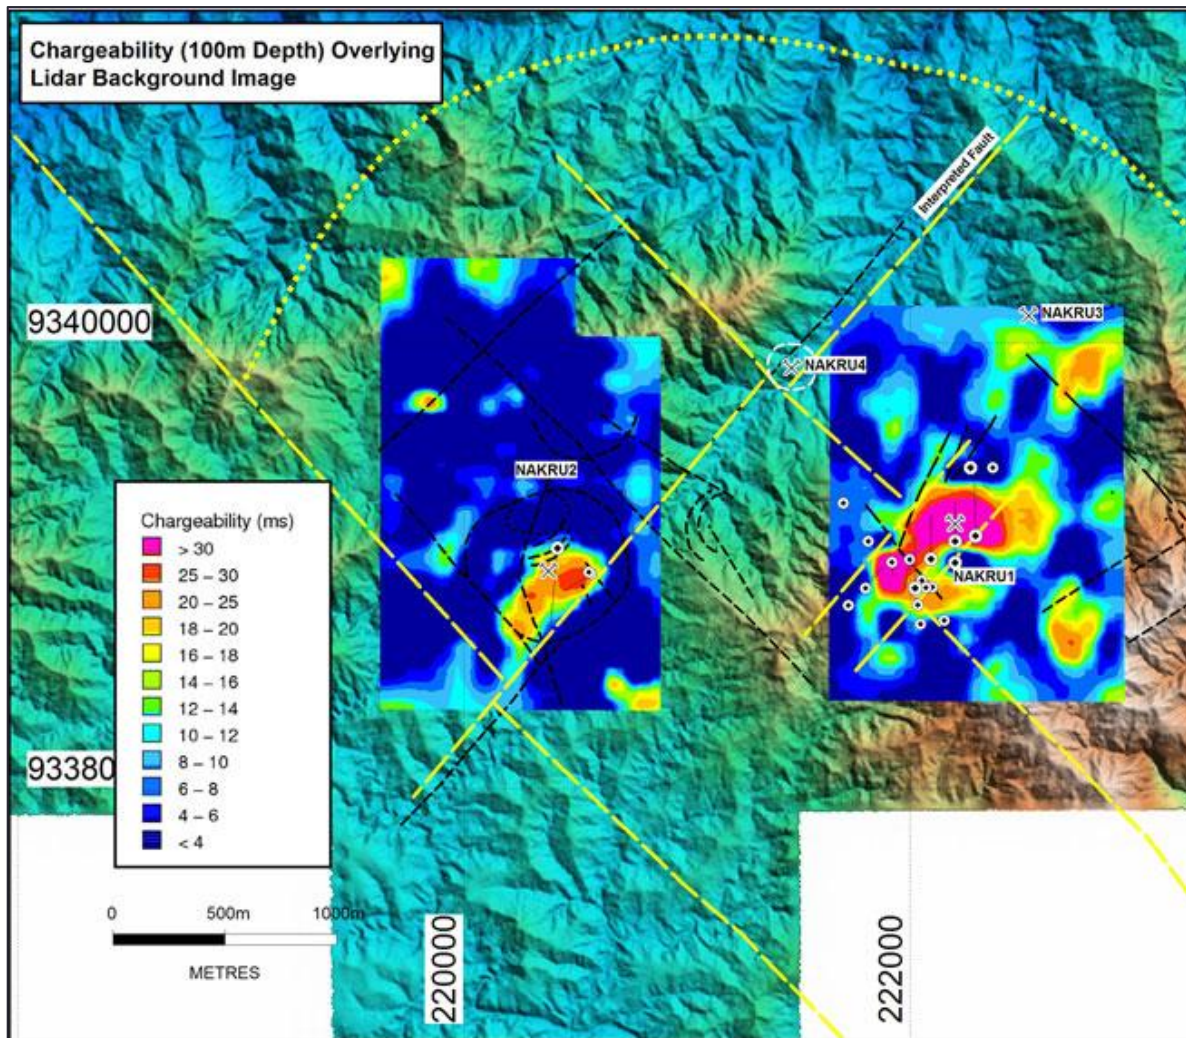 Chargeability (100m Depth) Overlying
Lidar Background Image
Interpreted Fault
9340000
NAKRU3
NAKRU4
NAKRU2
NAKRU1
Chargeability (ms)
> 30
25 – 30
20 – 25
18 – 20
16 – 18
14 – 16
12 – 14
10 – 12
8 – 10
6 – 8
4 – 6
< 4
93380
0 500m 1000m
METRES
220000
222000